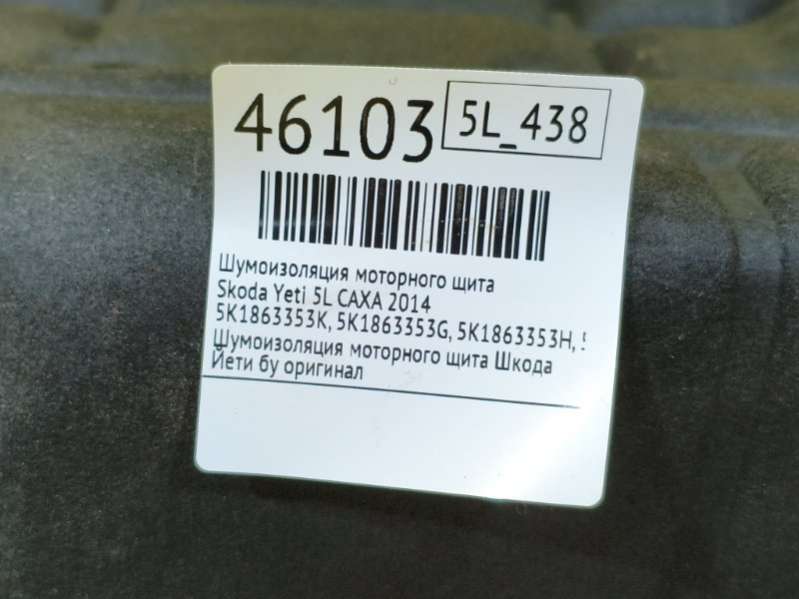 46103
5L_438
Шумоизоляция моторного щита
Skoda Yeti 5L CAXA 2014
5K1863353K, 5K1863353G, 5K1863353H, 5
Шумоизоляция моторного щита Шкода
Йети бу оригинал